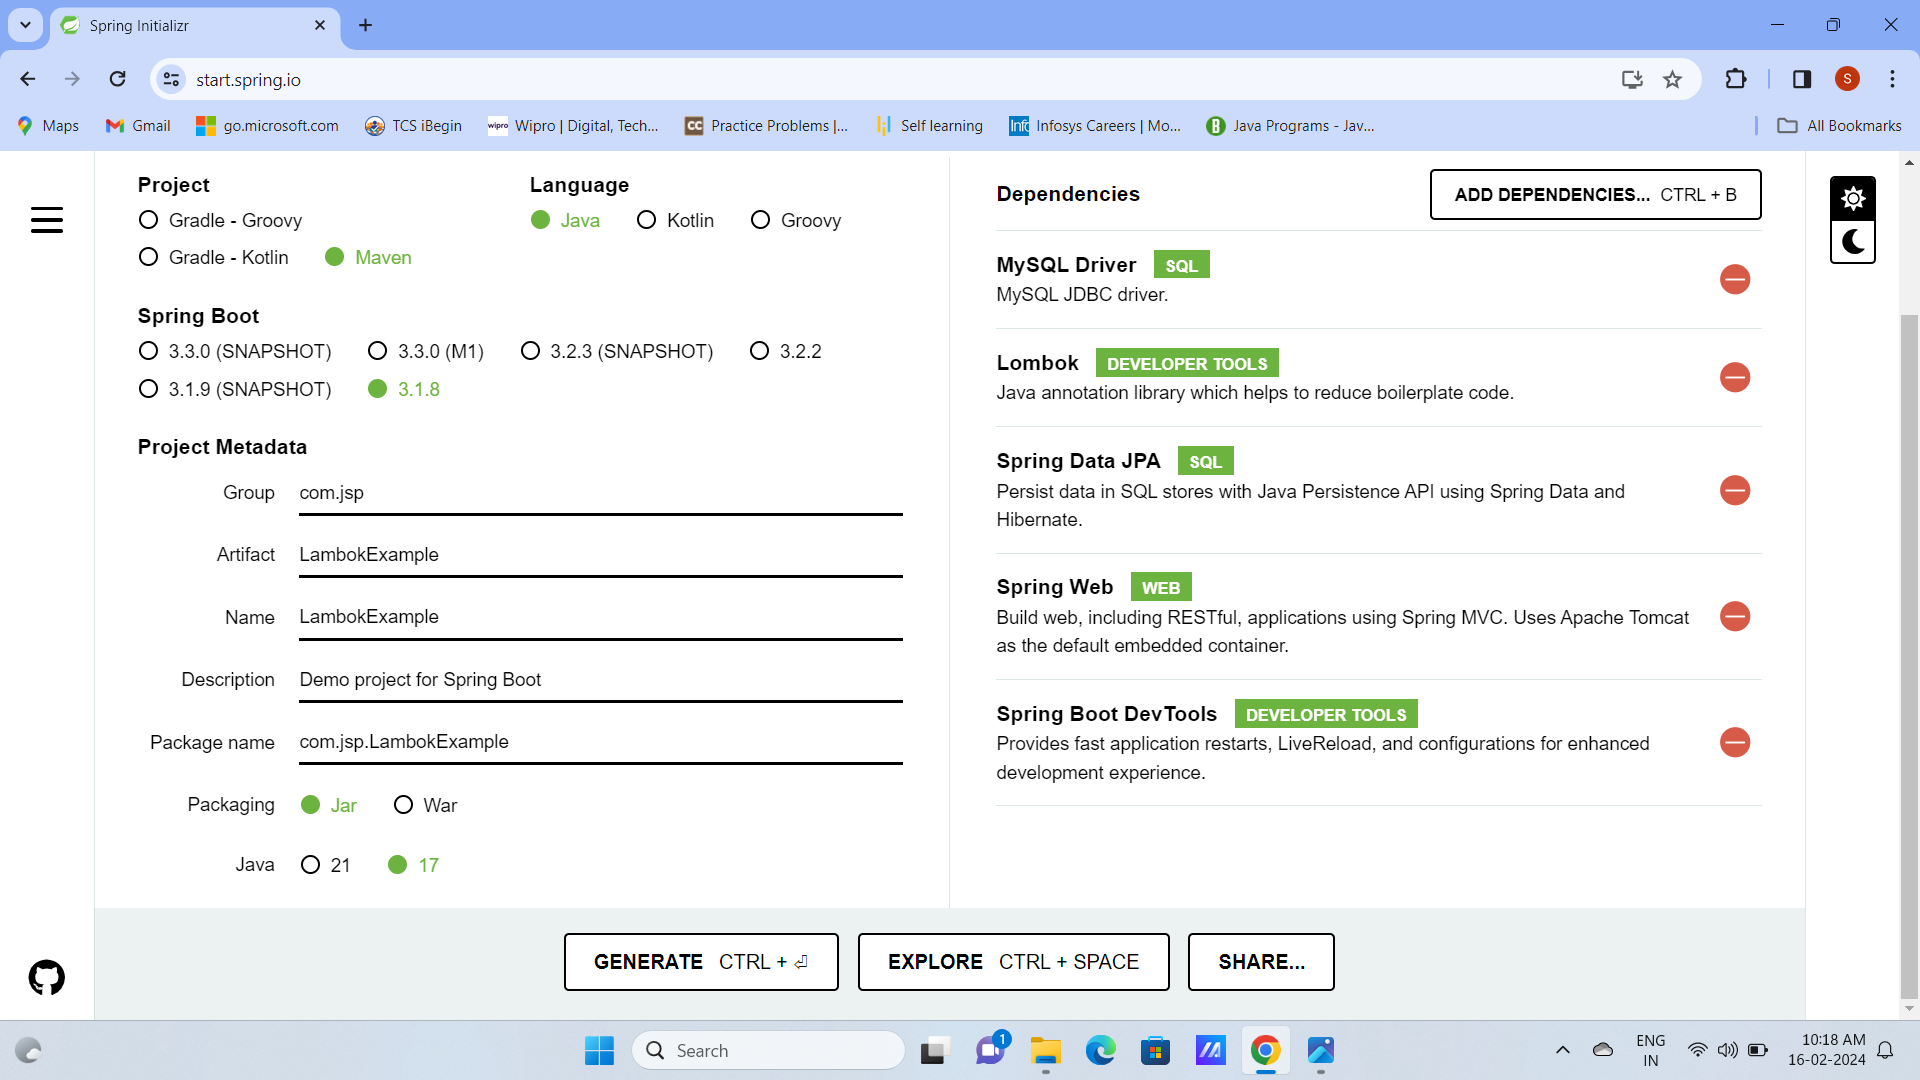 Spring Initializr
start.spring.io
S
Maps
Gmail
go.microsoft.com
TCS iBegin
wipro Wipro | Digital, Tech...
CC Practice Problems |...
Self learning
Infosys Careers | Mo...
B Java Programs - Jav...
All Bookmarks
Project
Gradle - Groovy
Gradle - Kotlin
Maven
Language
Java
Kotlin
Groovy
Spring Boot
3.3.0 (SNAPSHOT)
3.3.0 (M1)
3.2.3 (SNAPSHOT)
3.2.2
3.1.9 (SNAPSHOT)
3.1.8
Project Metadata
Group com.jsp
Artifact LambokExample
Name LambokExample
Description Demo project for Spring Boot
Package name com.jsp.LambokExample
Packaging Jar War
Java 21 17
Dependencies
ADD DEPENDENCIES... CTRL + B
MySQL Driver SQL
MySQL JDBC driver.
Lombok DEVELOPER TOOLS
Java annotation library which helps to reduce boilerplate code.
Spring Data JPA SQL
Persist data in SQL stores with Java Persistence API using Spring Data and
Hibernate.
Spring Web WEB
Build web, including RESTful, applications using Spring MVC. Uses Apache Tomcat
as the default embedded container.
Spring Boot DevTools DEVELOPER TOOLS
Provides fast application restarts, LiveReload, and configurations for enhanced
development experience.
GENERATE CTRL + ⏎
EXPLORE CTRL + SPACE
SHARE...
Search
1
ENG
IN
10:18 AM
16-02-2024